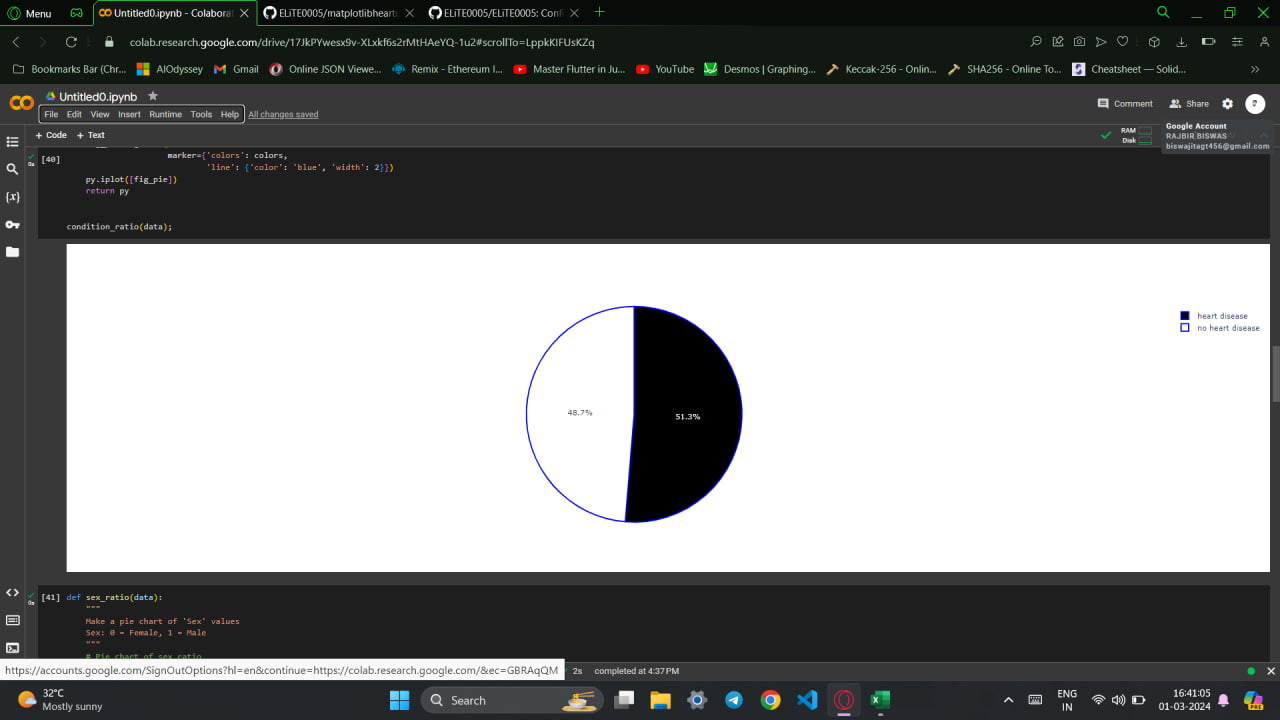 Menu
Untitled0.ipynb - Colaborat
ELiTE0005/matplotlibhearto
ELiTE0005/ELiTE0005: Confi
colab.research.google.com/drive/17JkPYwesx9v-XLxkf6s2rMtHAeYQ-1u2#scrollTo=LppkKIFUsKZq
Bookmarks Bar (Chr...
AIOdyssey
Gmail
Online JSON Viewe...
Remix - Ethereum I...
Master Flutter in Ju...
YouTube
Desmos | Graphing...
Keccak-256 - Onlin...
SHA256 - Online To...
Cheatsheet — Solid...
Untitled0.ipynb
File Edit View Insert Runtime Tools Help All changes saved
Comment
Share
+ Code + Text
RAM
Disk
Google Account
RAJBIR BISWAS
biswajitagt456@gmail.com
[40]
marker={'colors': colors,
'line': {'color': 'blue', 'width': 2}})
py.iplot([fig_pie])
return py
condition_ratio(data);
heart disease
no heart disease
48.7%
51.3%
[41] def sex_ratio(data):
"""
Make a pie chart of 'Sex' values
Sex: 0 = Female, 1 = Male
"""
# Pie chart of sex ratio
https://accounts.google.com/SignOutOptions?hl=en&continue=https://colab.research.google.com/&ec=GBRAqQM
2s completed at 4:37PM
32°C
Mostly sunny
Search
ENG
IN
16:41:05
01-03-2024